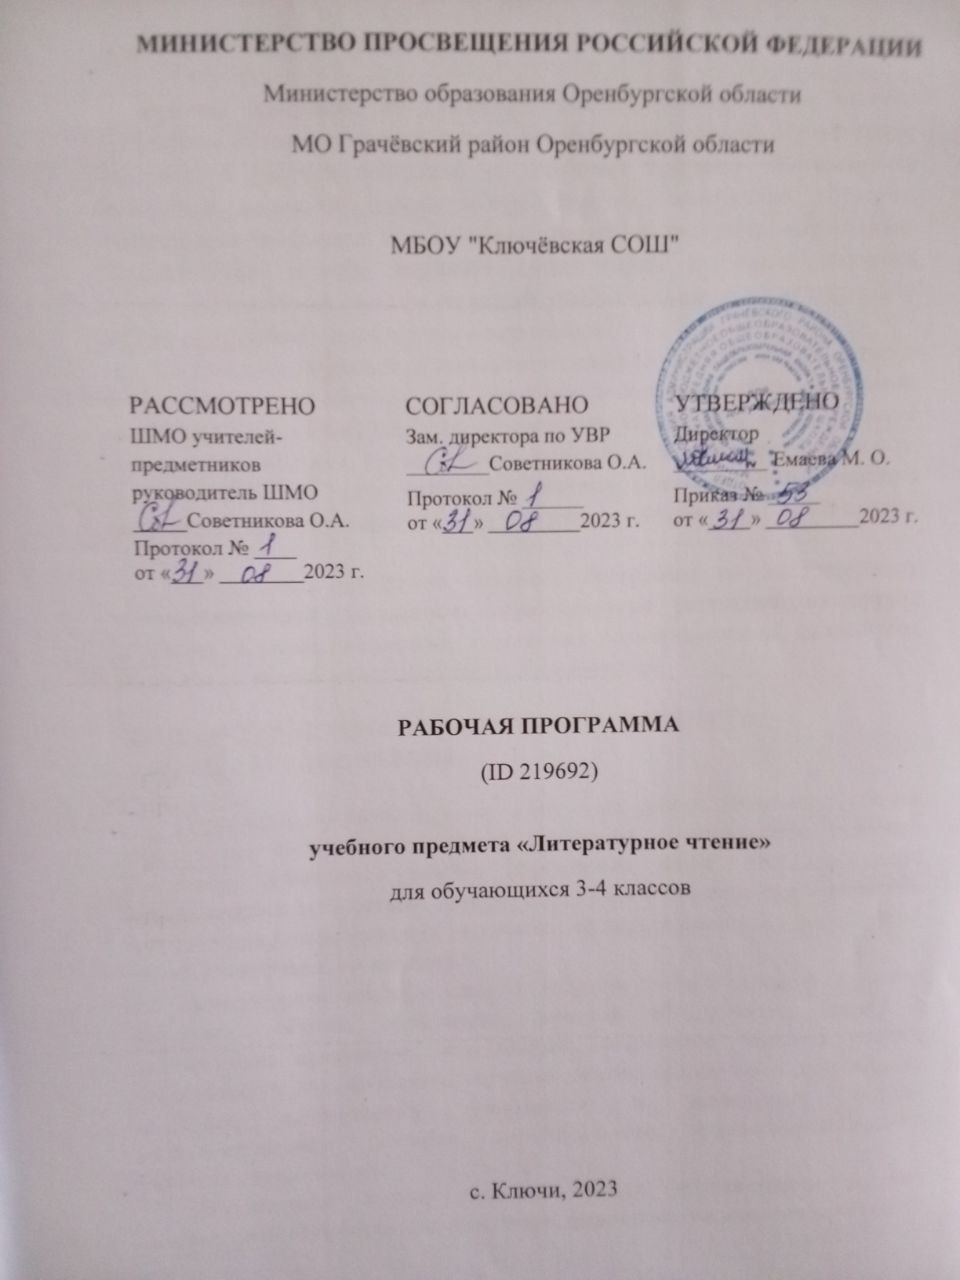 МИНИСТЕРСТВО ПРОСВЕЩЕНИЯ РОССИЙСКОЙ ФЕДЕРАЦИИ
Министерство образования Оренбургской области
МО Грачёвский район Оренбургской области
МБОУ "Ключёвская СОШ"
РАССМОТРЕНО
ШМО учителей-
предметников
руководитель ШМО
Советникова О.А.
Протокол № 1
от «31» 08 2023 г.
СОГЛАСОВАНО
Зам. директора по УВР
Советникова О.А.
Протокол № 1
от «31» 08 2023 г.
УТВЕРЖДЕНО
Директор
Емаева М. О.
Приказ № 53
от «31» 08 2023 г.
РАБОЧАЯ ПРОГРАММА
(ID 219692)
учебного предмета «Литературное чтение»
для обучающихся 3-4 классов
с. Ключи, 2023